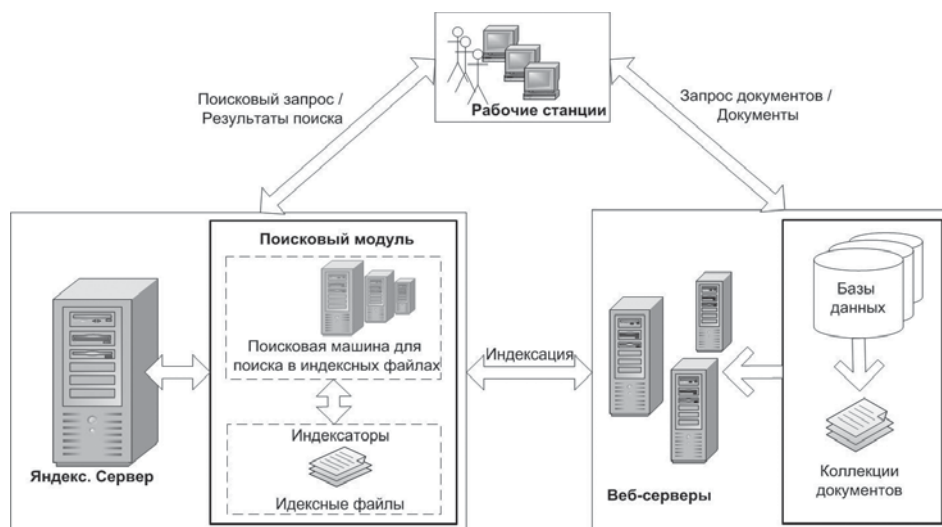 Рабочие станции
Поисковый запрос /
Результаты поиска
Запрос документов /
Документы
Поисковый модуль
Поисковая машина для
поиска в индексных файлах
Индексаторы
Идексные файлы
Яндекс. Сервер
Индексация
Веб-серверы
Базы
данных
Коллекции
документов